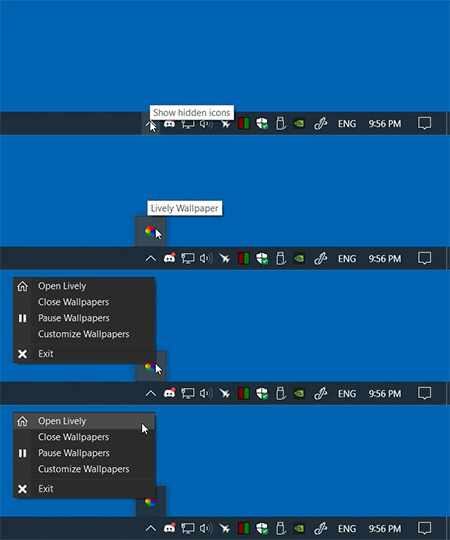 Show hidden icons
ENG 9:56 PM
Lively Wallpaper
ENG 9:56 PM
Open Lively
Close Wallpapers
Pause Wallpapers
Customize Wallpapers
Exit
ENG 9:56 PM
Open Lively
Close Wallpapers
Pause Wallpapers
Customize Wallpapers
Exit
ENG 9:56 PM